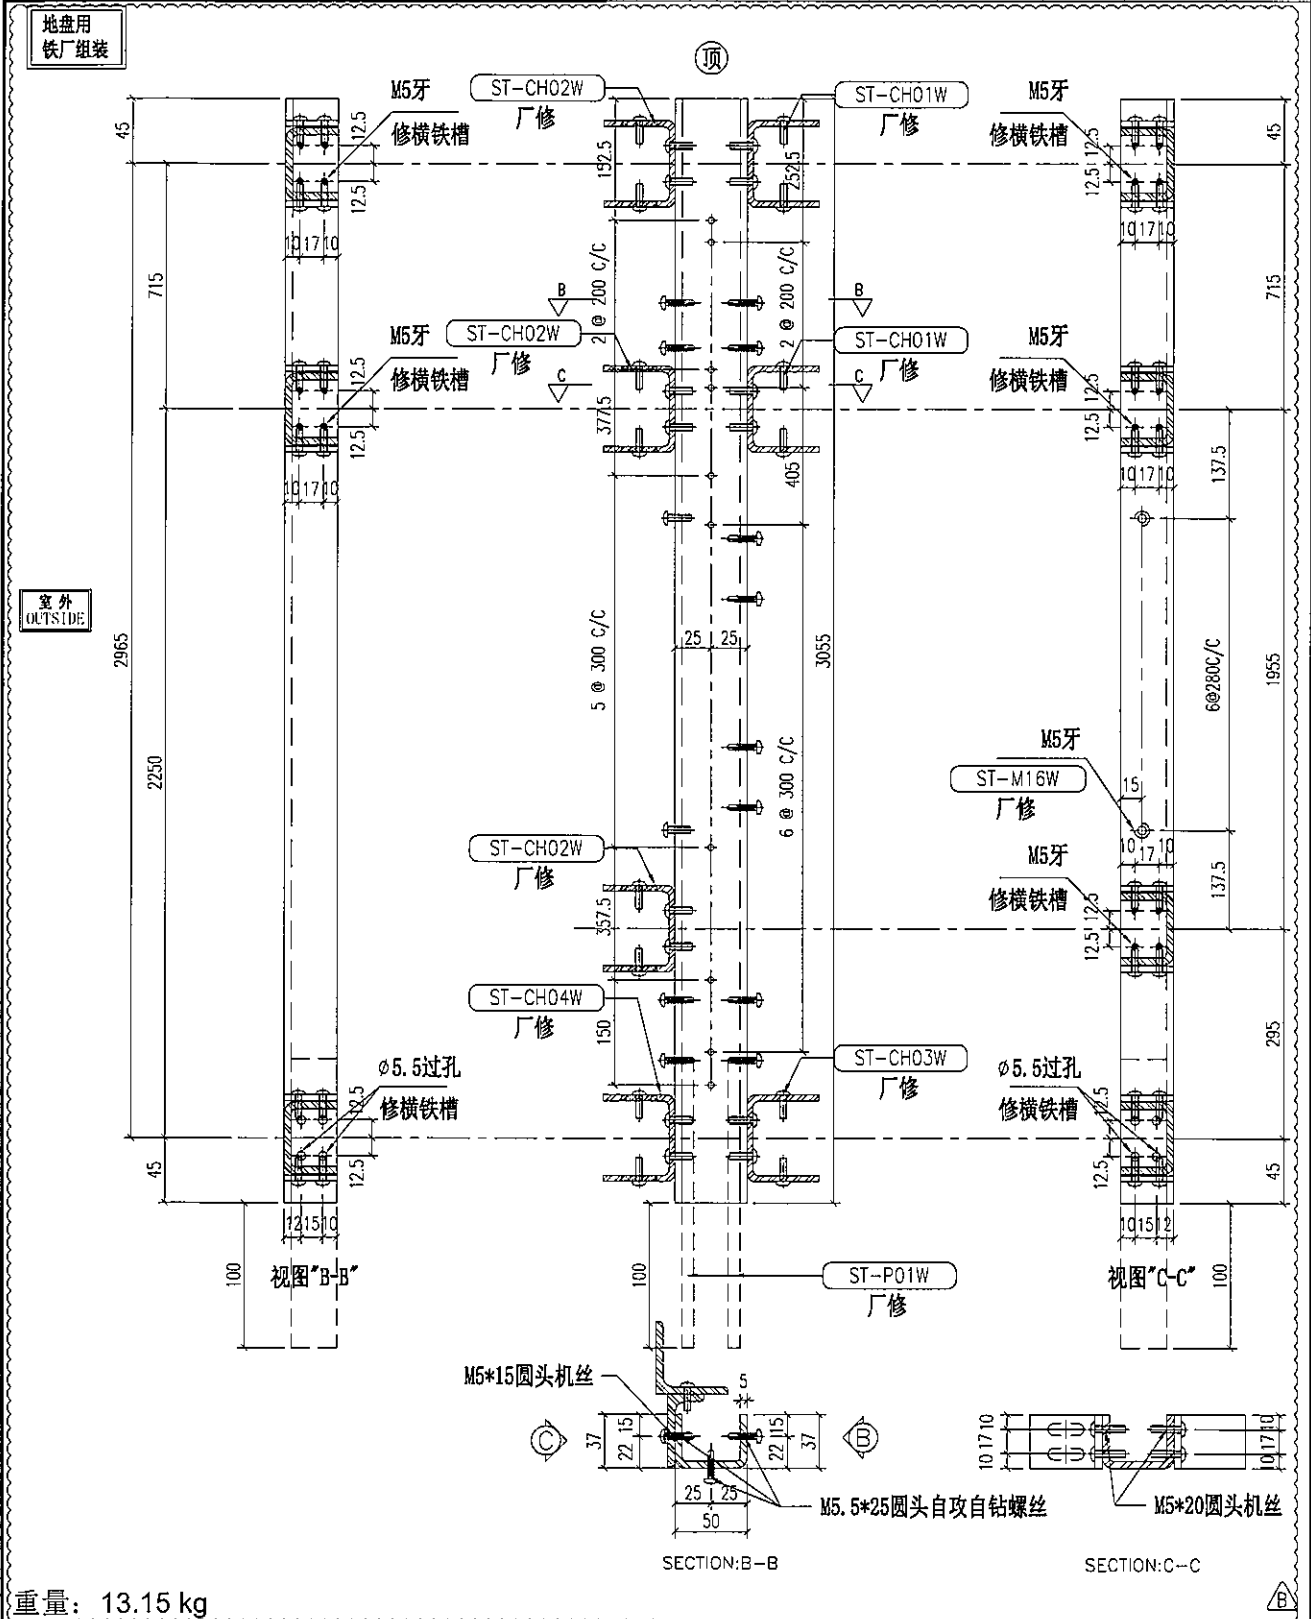 地盘用
铁厂组装
顶
M5牙
修横铁槽
ST-CH02W
厂修
ST-CH01W
厂修
M5牙
修横铁槽
45
12.5
12.5
10 17 10
152.5
252.5
12.5
12.5
10 17 10
45
715
2 @ 200 C/C
2 @ 200 C/C
715
B
B
M5牙
修横铁槽
ST-CH02W
厂修
ST-CH01W
厂修
M5牙
修横铁槽
C
C
12.5
12.5
10 17 10
377.5
405
12.5
12.5
10 17 10
137.5
室外
OUTSIDE
2965
2250
5 @ 300 C/C
25 25
3055
6 @ 300 C/C
6@280C/C
1955
M5牙
ST-M16W
厂修
15
10 17 10
ST-CH02W
厂修
M5牙
修横铁槽
12.5
12.5
137.5
357.5
ST-CH04W
厂修
150
295
ST-CH03W
厂修
ϕ5.5过孔
修横铁槽
ϕ5.5过孔
修横铁槽
12.5
12.5
12.5
12.5
45
45
12 15 10
10 15 12
100
视图"B-B"
100
ST-P01W
厂修
视图"C-C"
100
M5*15圆头机丝
5
C
37
22 15
15
22
37
B
10 17 10
10 17 10
25 25
50
M5.5*25圆头自攻自钻螺丝
M5*20圆头机丝
SECTION:B-B
SECTION:C-C
重量：13.15 kg
B